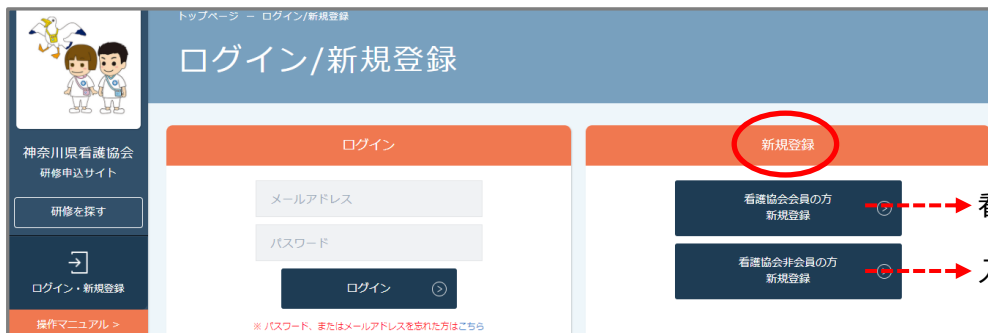 トップページ － ログイン/新規登録
ログイン/新規登録
神奈川県看護協会
研修申込サイト
研修を探す
ログイン・新規登録
操作マニュアル >
ログイン
メールアドレス
パスワード
ログイン
※ パスワード、またはメールアドレスを忘れた方はこちら
新規登録
看護協会会員の方
新規登録
看護協会非会員の方
新規登録